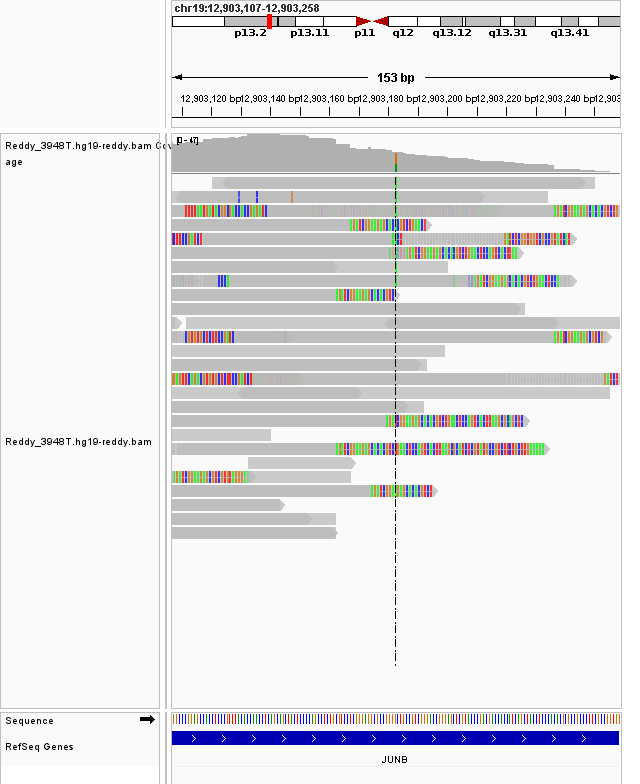 chr19:12,903,107-12,903,258
p13.2 p13.11 p11 q12 q13.12 q13.31 q13.41
153 bp
12,903,120 bp 12,903,140 bp 12,903,160 bp 12,903,180 bp 12,903,200 bp 12,903,220 bp 12,903,240 bp 12,903
[0 - 47]
Reddy_3948T.hg19-reddy.bam Cov
age
Reddy_3948T.hg19-reddy.bam
Sequence
RefSeq Genes
JUNB